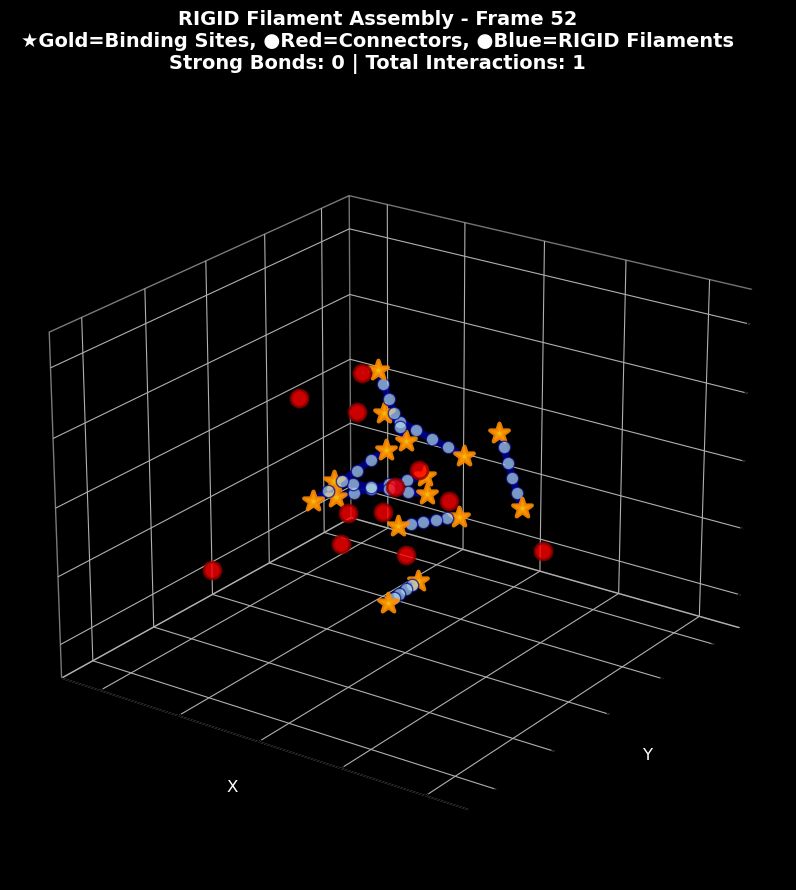 RIGID Filament Assembly - Frame 52
★Gold=Binding Sites, ●Red=Connectors, ●Blue=RIGID Filaments
Strong Bonds: 0 | Total Interactions: 1
Y
X